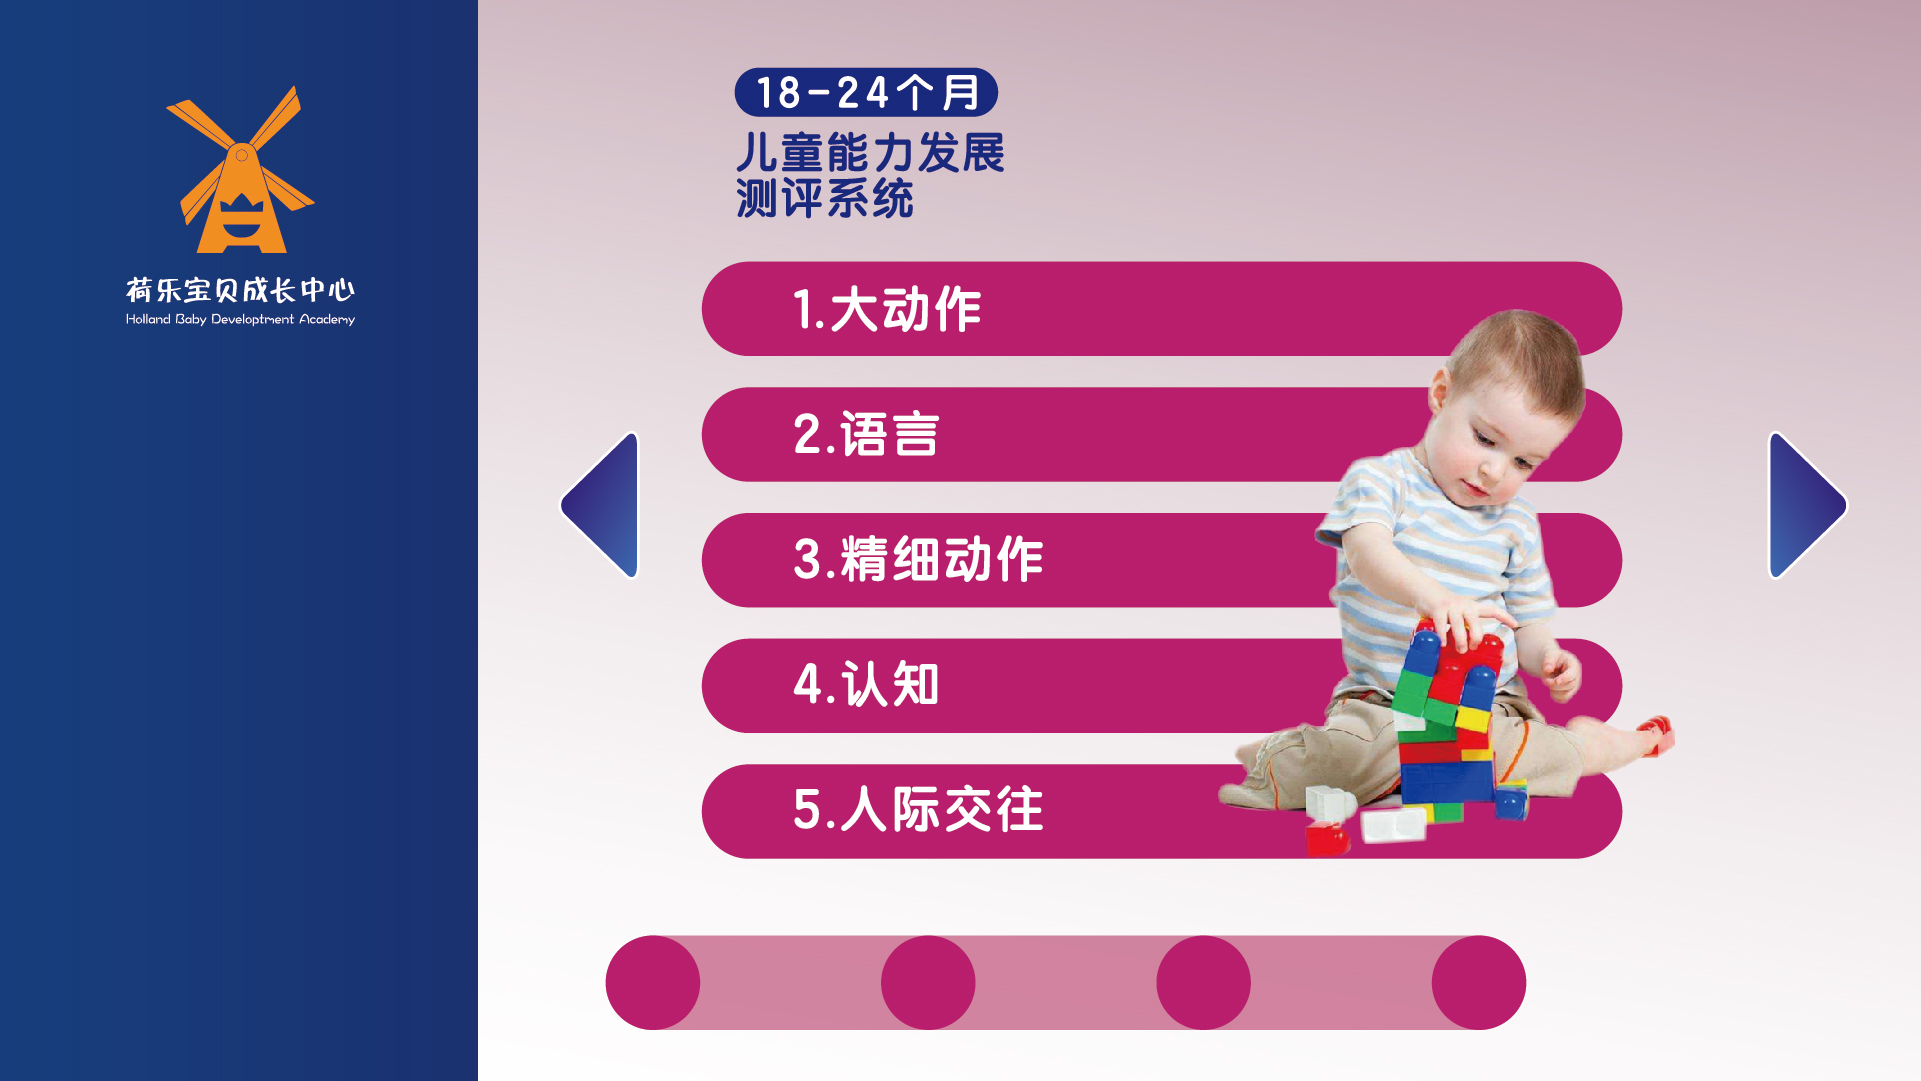 荷乐宝贝成长中心
Holland Baby Developtment Academy
18-24个月
儿童能力发展
测评系统
1.大动作
2.语言
3.精细动作
4.认知
5.人际交往